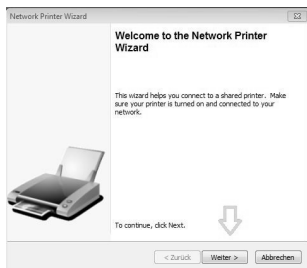 Network Printer Wizard
Welcome to the Network Printer
Wizard
This wizard helps you connect to a shared printer. Make
sure your printer is turned on and connected to your
network.
To continue, click Next.
< Zurück
Weiter >
Abbrechen